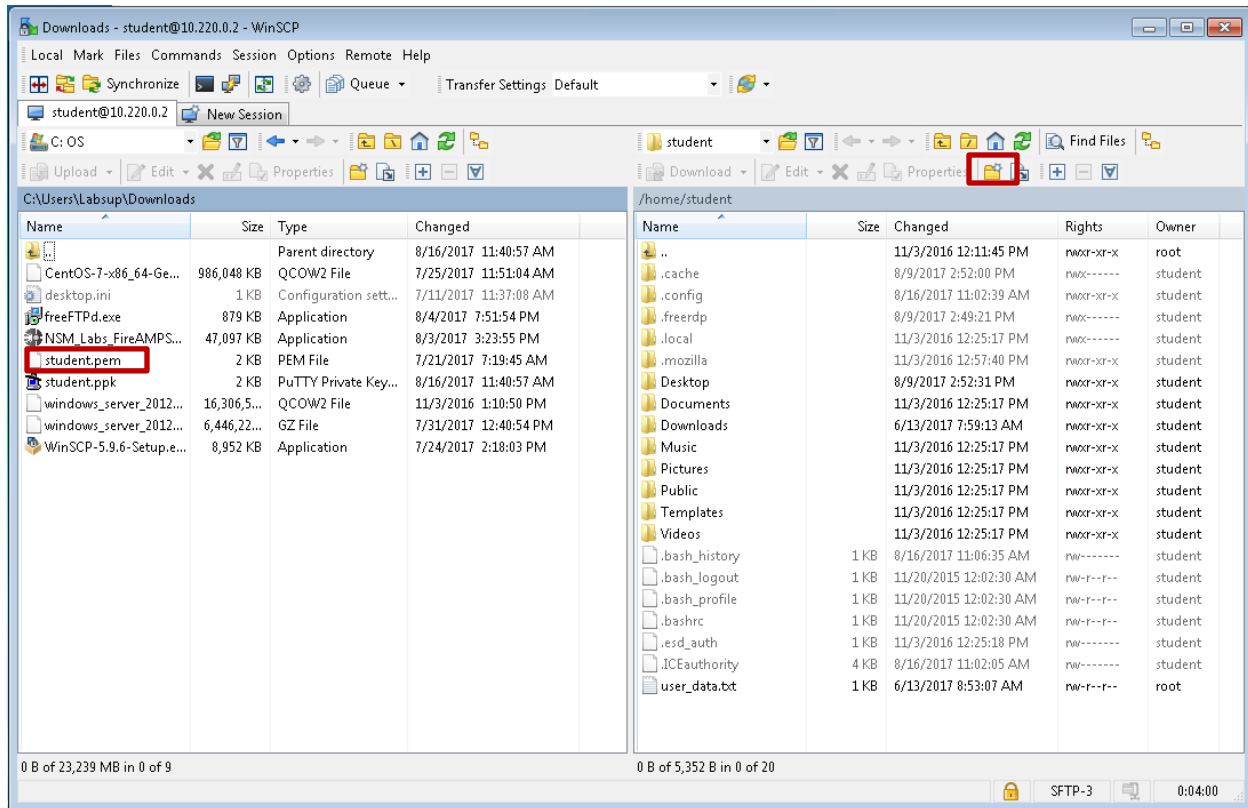 Downloads - student@10.220.0.2 - WinSCP
Local Mark Files Commands Session Options Remote Help
Synchronize Queue Transfer Settings Default
student@10.220.0.2 New Session
C: OS student Find Files
Upload Edit Properties Download Edit Properties
C:\Users\Labsup\Downloads /home/student
Name Size Type Changed Name Size Changed Rights Owner
.. Parent directory 8/16/2017 11:40:57 AM .. 11/3/2016 12:11:45 PM rwxr-xr-x root
CentOS-7-x86_64-Ge... 986,048 KB QCOW2 File 7/25/2017 11:51:04 AM .cache 8/9/2017 2:52:00 PM rwx------ student
desktop.ini 1 KB Configuration sett... 7/11/2017 11:37:08 AM .config 8/16/2017 11:02:39 AM rwxr-xr-x student
freeFTPd.exe 879 KB Application 8/4/2017 7:51:54 PM .freerdp 8/9/2017 2:49:21 PM rwx------ student
NSM_Labs_FireAMPS... 47,097 KB Application 8/3/2017 3:23:55 PM .local 11/3/2016 12:25:17 PM rwx------ student
student.pem 2 KB PEM File 7/21/2017 7:19:45 AM .mozilla 11/3/2016 12:57:40 PM rwxr-xr-x student
student.ppk 2 KB PuTTY Private Key... 8/16/2017 11:40:57 AM Desktop 8/9/2017 2:52:31 PM rwxr-xr-x student
windows_server_2012... 16,306,5... QCOW2 File 11/3/2016 1:10:50 PM Documents 11/3/2016 12:25:17 PM rwxr-xr-x student
windows_server_2012... 6,446,22... GZ File 7/31/2017 12:40:54 PM Downloads 6/13/2017 7:59:13 AM rwxr-xr-x student
WinSCP-5.9.6-Setup.e... 8,952 KB Application 7/24/2017 2:18:03 PM Music 11/3/2016 12:25:17 PM rwxr-xr-x student
Pictures 11/3/2016 12:25:17 PM rwxr-xr-x student
Public 11/3/2016 12:25:17 PM rwxr-xr-x student
Templates 11/3/2016 12:25:17 PM rwxr-xr-x student
Videos 11/3/2016 12:25:17 PM rwxr-xr-x student
.bash_history 1 KB 8/16/2017 11:06:35 AM rw------- student
.bash_logout 1 KB 11/20/2015 12:02:30 AM rw-r--r-- student
.bash_profile 1 KB 11/20/2015 12:02:30 AM rw-r--r-- student
.bashrc 1 KB 11/20/2015 12:02:30 AM rw-r--r-- student
.esd_auth 1 KB 11/3/2016 12:25:18 PM rw------- student
.ICEauthority 4 KB 8/16/2017 11:02:05 AM rw------- student
user_data.txt 1 KB 6/13/2017 8:53:07 AM rw-r--r-- root
0 B of 23,239 MB in 0 of 9 0 B of 5,352 B in 0 of 20
SFTP-3 0:04:00